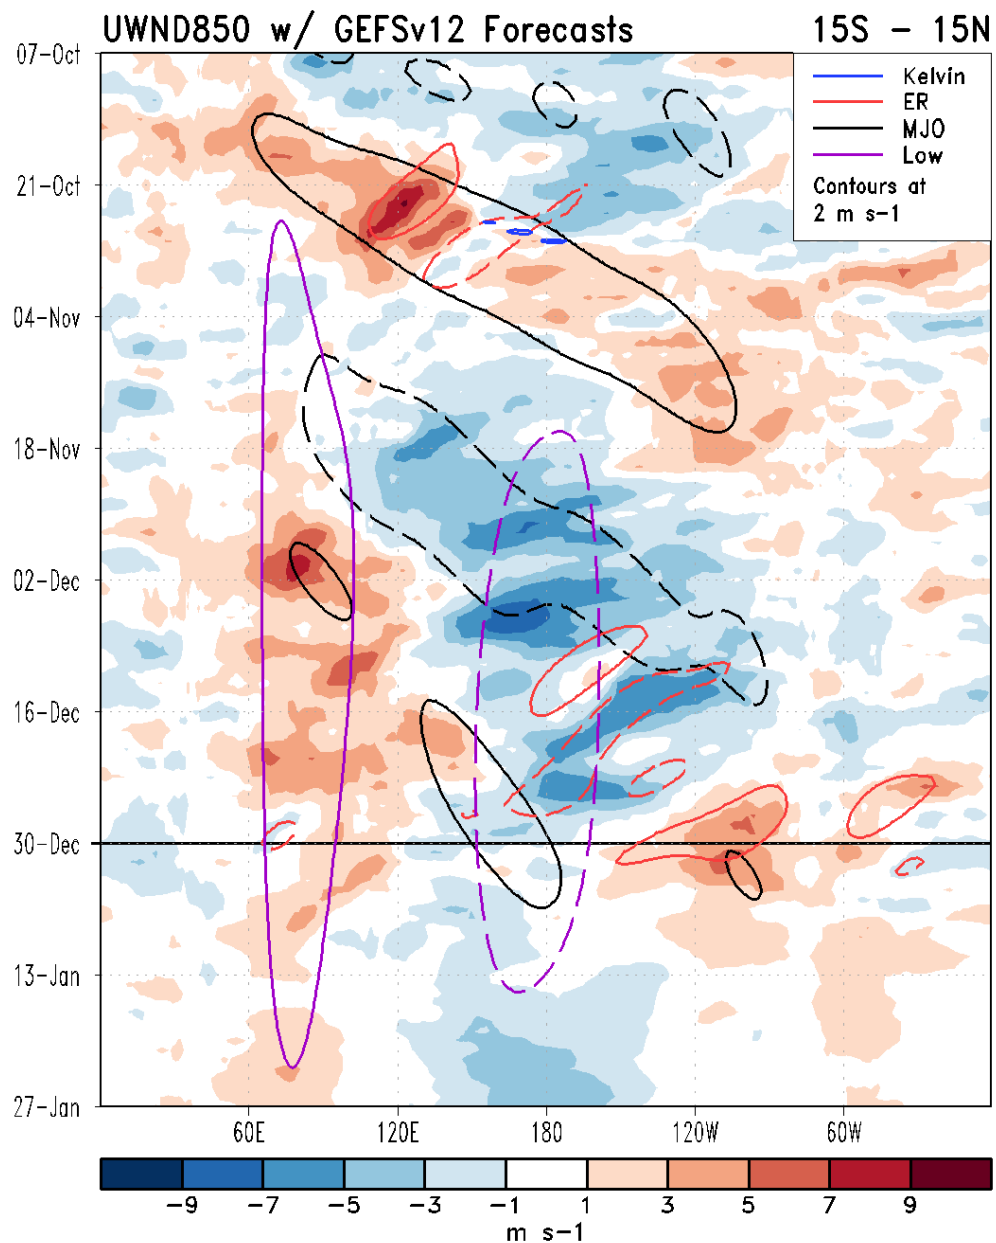 UWND850 w/ GEFSv12 Forecasts 15S - 15N
Kelvin
ER
MJO
Low
Contours at
2 m s-1
07-Oct
21-Oct
04-Nov
18-Nov
02-Dec
16-Dec
30-Dec
13-Jan
27-Jan
60E 120E 180 120W 60W
-9 -7 -5 -3 -1 1 3 5 7 9
m s-1